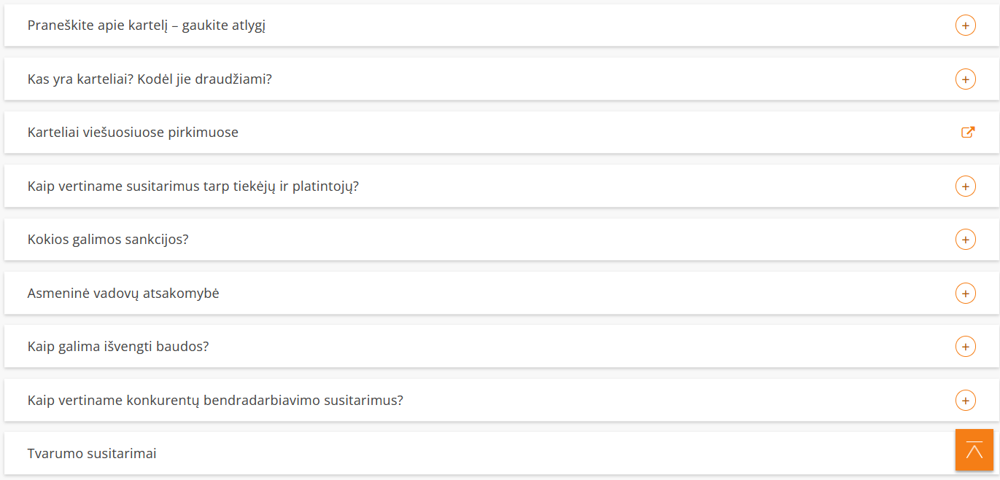 Praneškite apie kartelį – gaukite atlygį
Kas yra karteliai? Kodėl jie draudžiami?
Karteliai viešuosiuose pirkimuose
Kaip vertiname susitarimus tarp tiekėjų ir platintojų?
Kokios galimos sankcijos?
Asmeninė vadovų atsakomybė
Kaip galima išvengti baudos?
Kaip vertiname konkurentų bendradarbiavimo susitarimus?
Tvarumo susitarimai